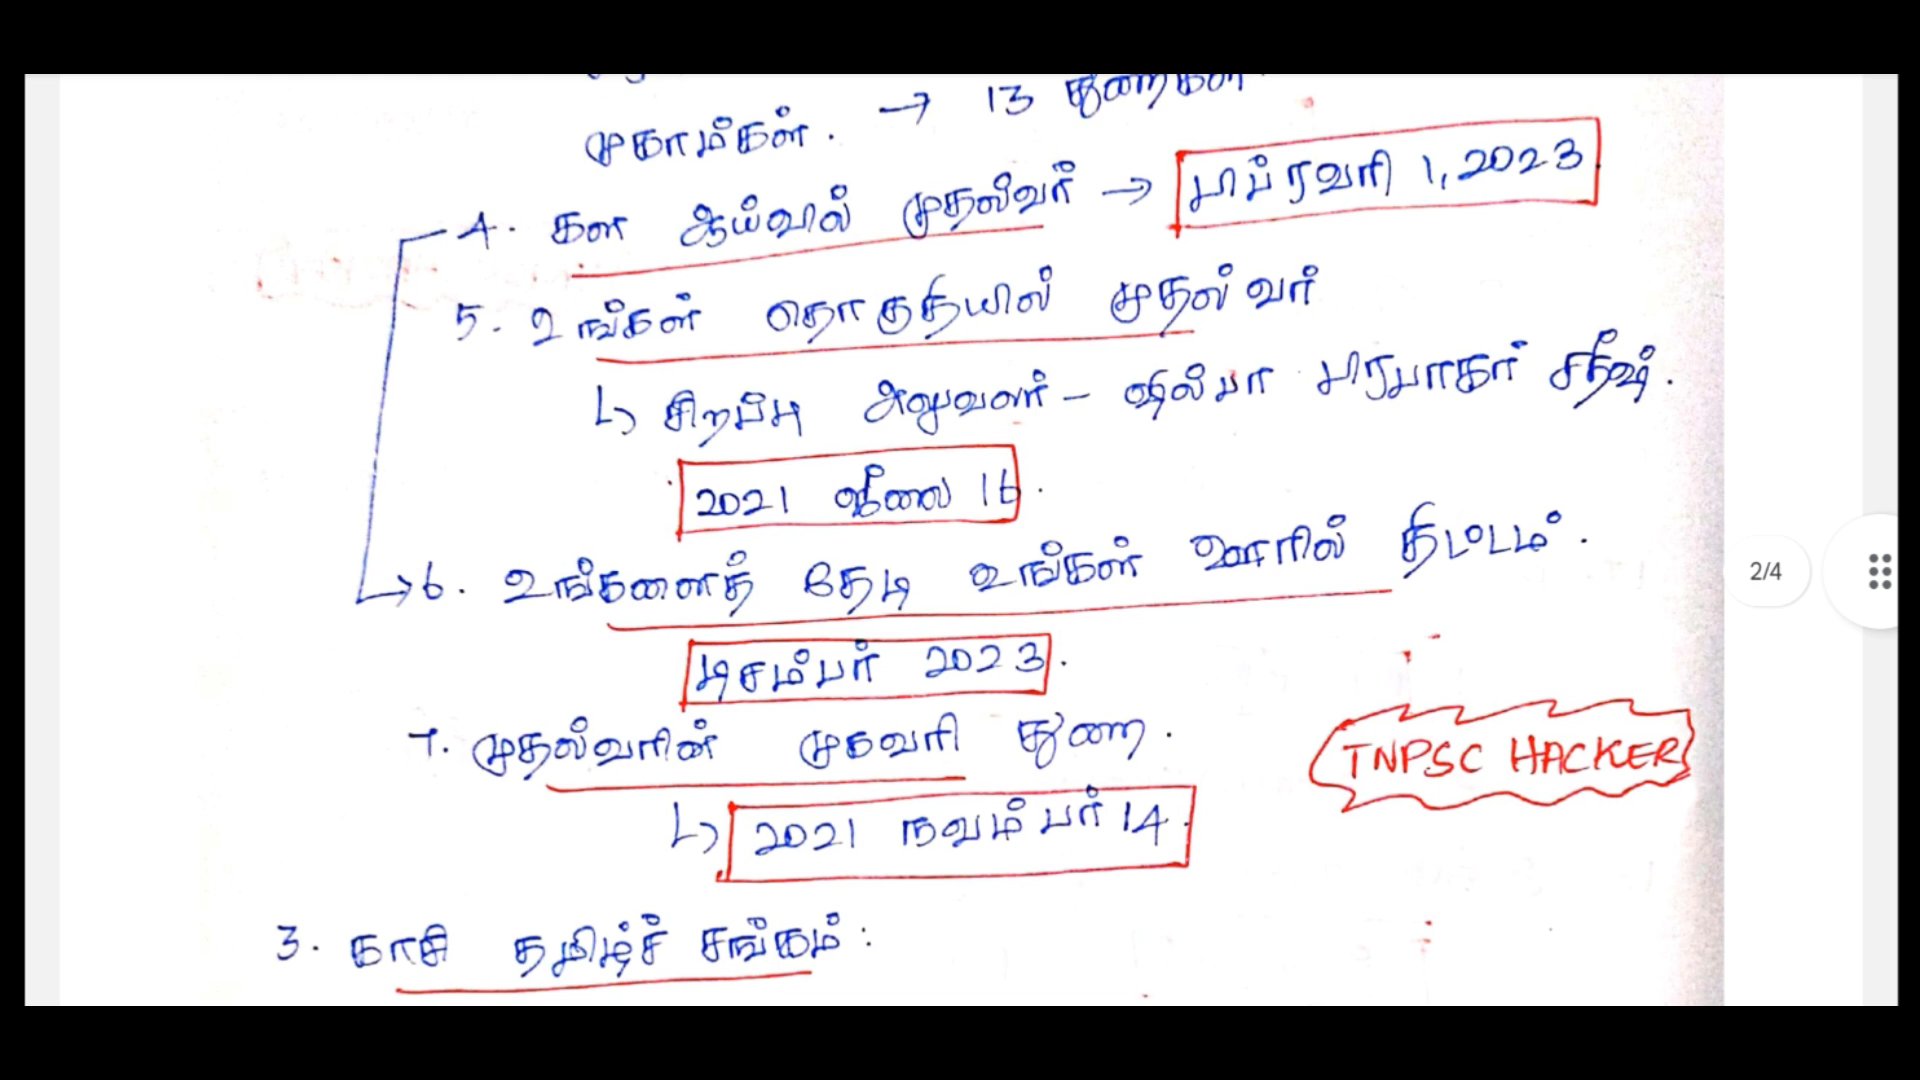 முகாம்கள். → 13 துறைகள்
4. கள ஆய்வில் முதல்வர் → பிப்ரவரி 1, 2023
5. உங்கள் தொகுதியில் முதல்வர்
↳ சிறப்பு அலுவலர் - ஷில்பா பிரபாகர் சதீஷ்.
2021 ஜூலை 16.
→ 6. உங்களைத் தேடி உங்கள் ஊரில் திட்டம்.
டிசம்பர் 2023.
7. முதல்வரின் முகவரி துறை.
↳ 2021 நவம்பர் 14.
TNPSC HACKER
3. காசி தமிழ்ச் சங்கமம்:
2/4